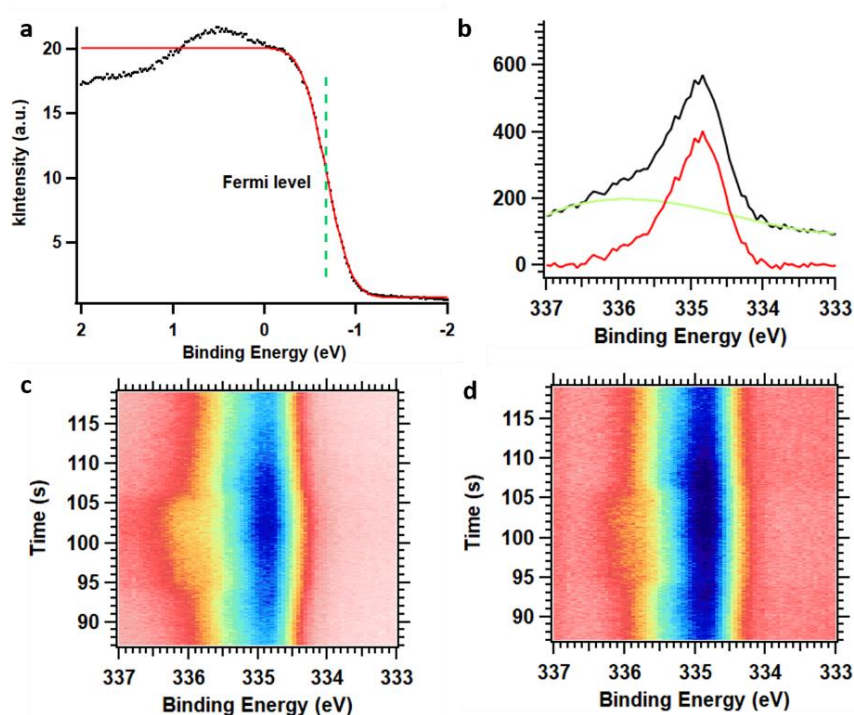 a
20
15
10
5
kIntensity (a.u.)
Fermi level
2 1 0 -1 -2
Binding Energy (eV)
b
600
400
200
0
337 336 335 334 333
Binding Energy (eV)
c
115
110
105
100
95
90
Time (s)
337 336 335 334 333
Binding Energy (eV)
d
115
110
105
100
95
90
Time (s)
337 336 335 334 333
Binding Energy (eV)